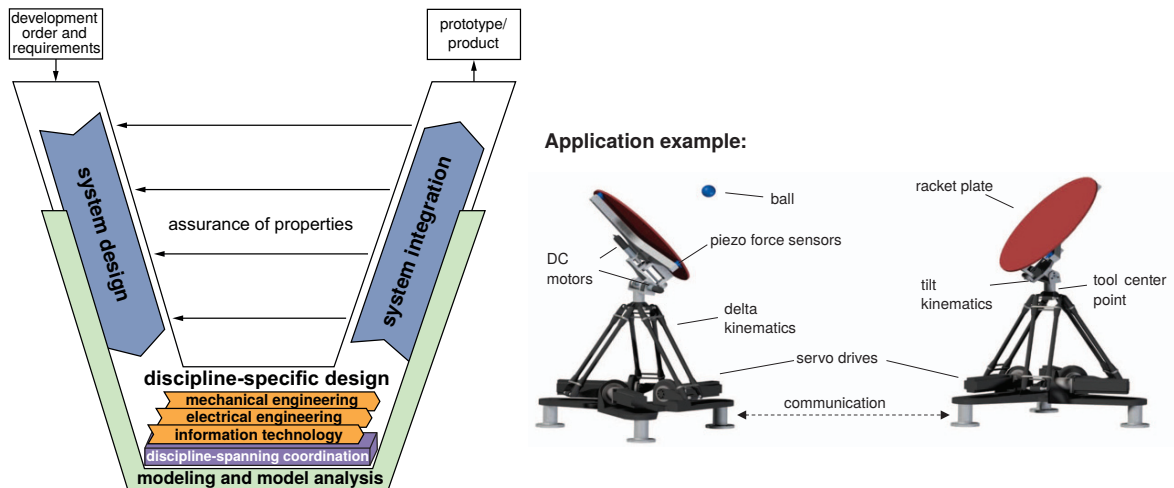 development
order and
requirements
prototype/
product
system design
assurance of properties
system integration
discipline-specific design
mechanical engineering
electrical engineering
information technology
discipline-spanning coordination
modeling and model analysis
Application example:
ball
piezo force sensors
DC
motors
delta
kinematics
servo drives
communication
racket plate
tilt
kinematics
tool center
point